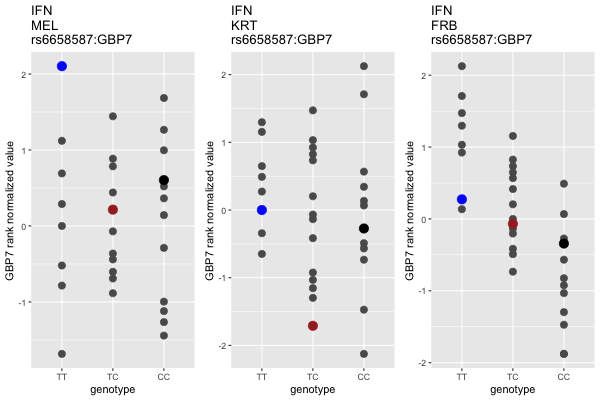 IFN
MEL
rs6658587:GBP7
IFN
KRT
rs6658587:GBP7
IFN
FRB
rs6658587:GBP7
GBP7 rank normalized value
2
1
0
-1
TT
TC
CC
genotype
GBP7 rank normalized value
2
1
0
-1
-2
TT
TC
CC
genotype
GBP7 rank normalized value
2
1
0
-1
-2
TT
TC
CC
genotype